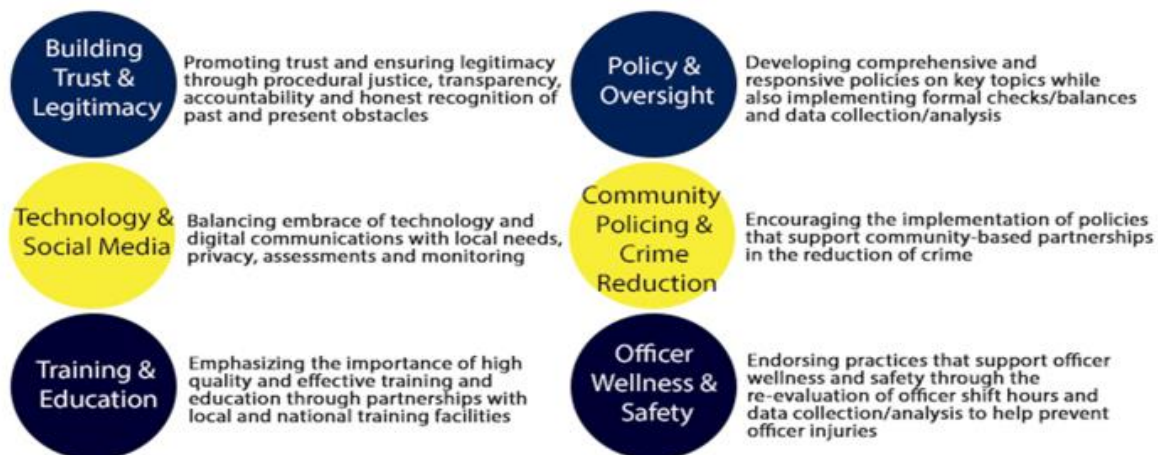 Building
Trust &
Legitimacy
Promoting trust and ensuring legitimacy
through procedural justice, transparency,
accountability and honest recognition of
past and present obstacles
Policy &
Oversight
Developing comprehensive and
responsive policies on key topics while
also implementing formal checks/balances
and data collection/analysis
Technology &
Social Media
Balancing embrace of technology and
digital communications with local needs,
privacy, assessments and monitoring
Community
Policing &
Crime
Reduction
Encouraging the implementation of policies
that support community-based partnerships
in the reduction of crime
Training &
Education
Emphasizing the importance of high
quality and effective training and
education through partnerships with
local and national training facilities
Officer
Wellness &
Safety
Endorsing practices that support officer
wellness and safety through the
re-evaluation of officer shift hours and
data collection/analysis to help prevent
officer injuries